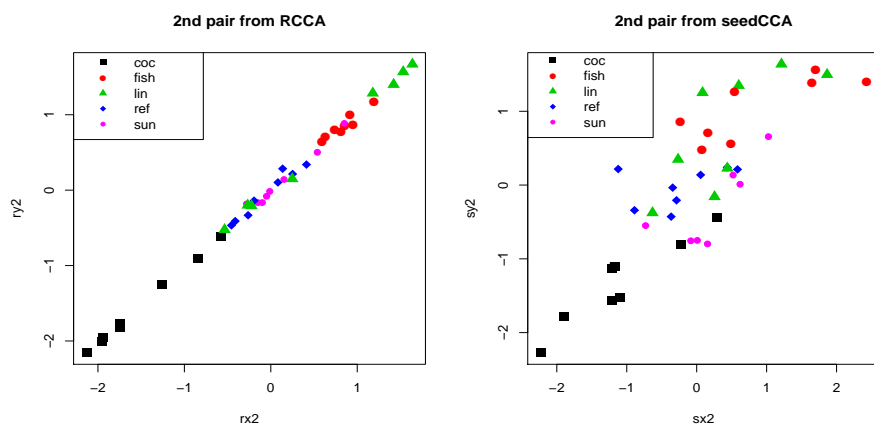 2nd pair from RCCA
coc
fish
lin
ref
sun
ry2
1
0
−1
−2
−2
−1
0
1
rx2
2nd pair from seedCCA
coc
fish
lin
ref
sun
sy2
1
0
−1
−2
−2
−1
0
1
2
sx2